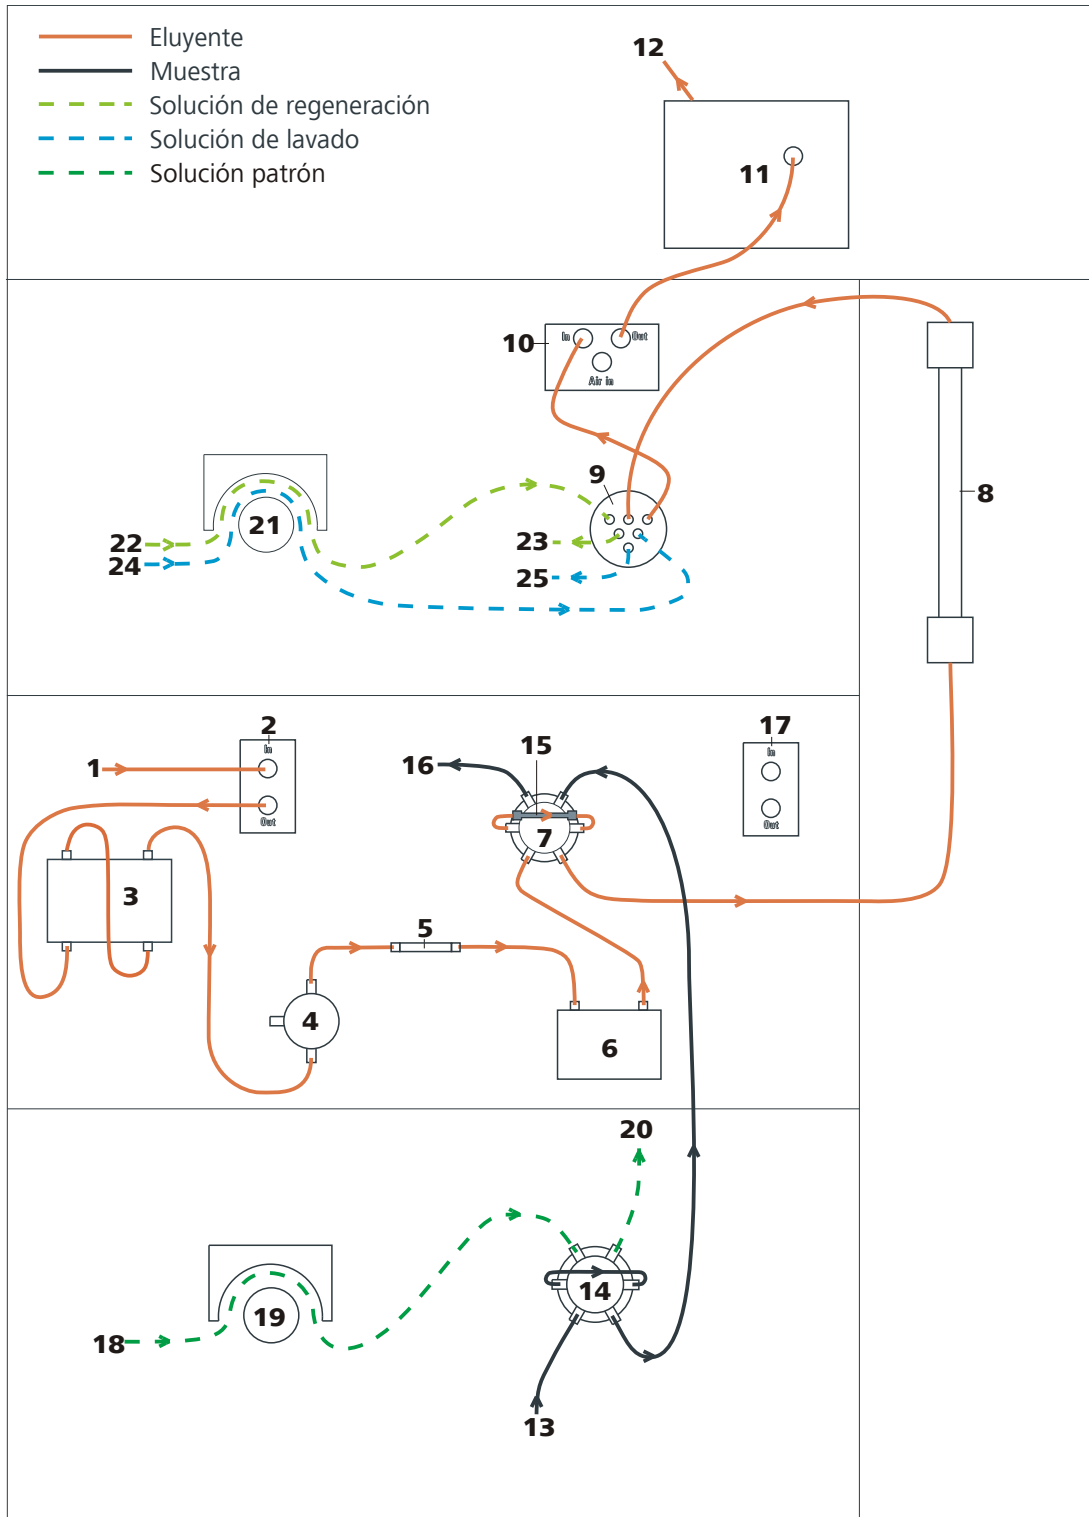 Eluyente
Muestra
Solución de regeneración
Solución de lavado
Solución patrón
12
11
10
In
Out
Air in
9
8
21
22
24
23
25
2
In
Out
1
15
16
7
17
In
Out
3
5
4
6
20
14
19
18
13